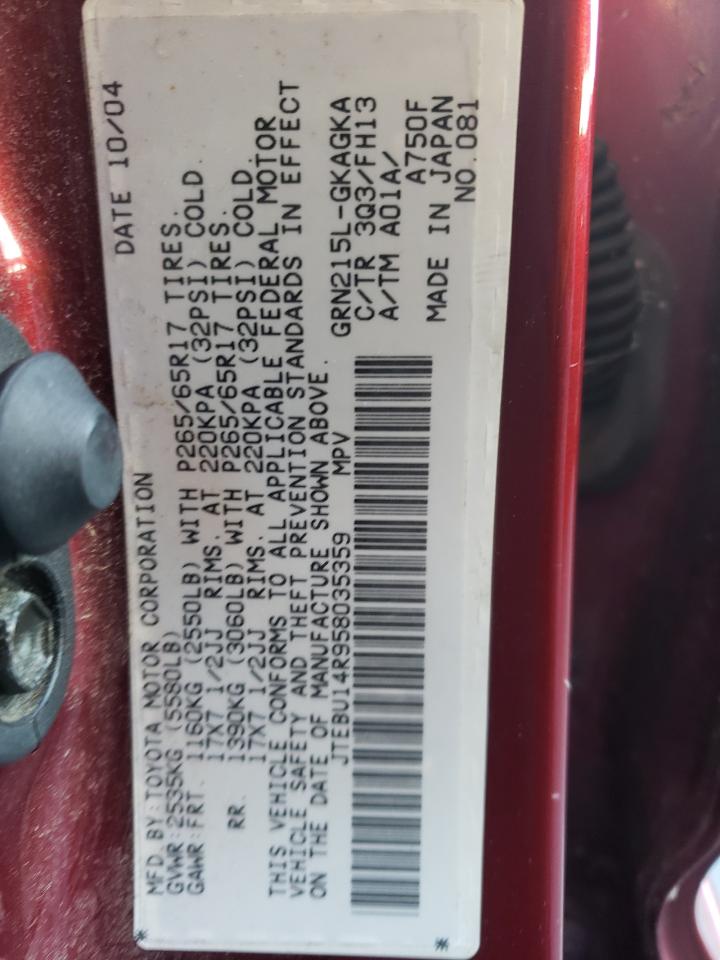 DATE 10/04
MFD. BY: TOYOTA MOTOR CORPORATION
GVWR: 2535KG (5580LB)
GAWR: FRT. 1160KG (2550LB) WITH P265/65R17 TIRES.
17X7 1/2JJ RIMS. AT 220KPA (32PSI) COLD.
RR. 1390KG (3060LB) WITH P265/65R17 TIRES.
17X7 1/2JJ RIMS. AT 220KPA (32PSI) COLD.
THIS VEHICLE CONFORMS TO ALL APPLICABLE FEDERAL MOTOR
VEHICLE SAFETY AND THEFT PREVENTION STANDARDS IN EFFECT
ON THE DATE OF MANUFACTURE SHOWN ABOVE.
JTEBU14R958035359 MPV
GRN215L-GKAGKA
C/TR 3Q3/FH13
A/TM A01A/
A750F
MADE IN JAPAN
NO.081
* *